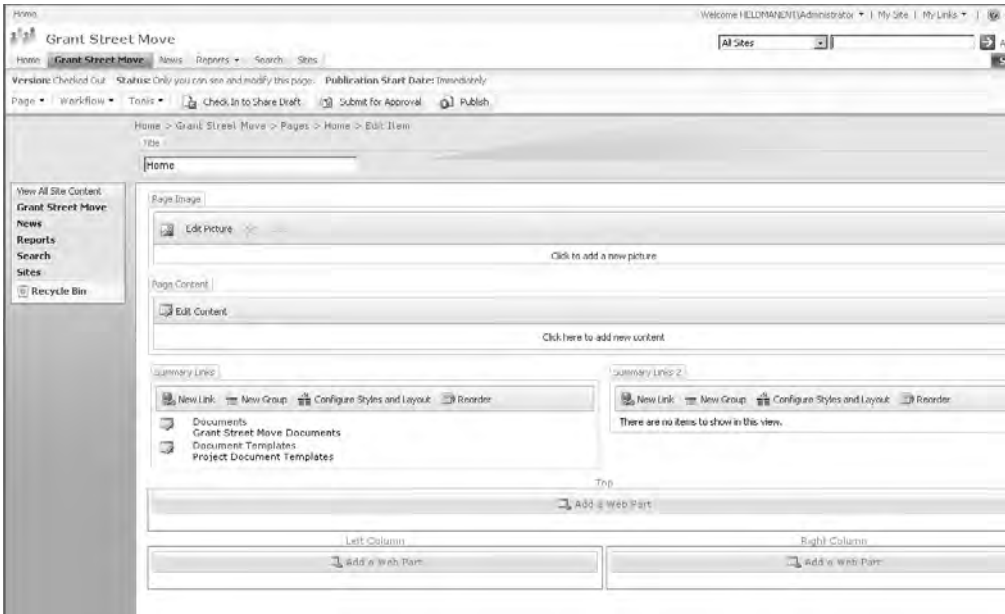 Home
Welcome HELDMANENT\Administrator | My Site | My Links
Grant Street Move
All Sites
Home Grant Street Move News Reports Search Sites
Version: Checked Out Status: Only you can see and modify this page. Publication Start Date: Immediately
Page Workflow Tools Check In to Share Draft Submit for Approval Publish
Home > Grant Street Move > Pages > Home > Edit Item
Title
Home
View All Site Content
Grant Street Move
News
Reports
Search
Sites
Recycle Bin
Page Image
Edit Picture
Click to add a new picture
Page Content
Edit Content
Click here to add new content
Summary Links
New Link New Group Configure Styles and Layout Reorder
Documents
Grant Street Move Documents
Document Templates
Project Document Templates
Summary Links 2
New Link New Group Configure Styles and Layout Reorder
There are no items to show in this view.
Top
Add a Web Part
Left Column
Add a Web Part
Right Column
Add a Web Part